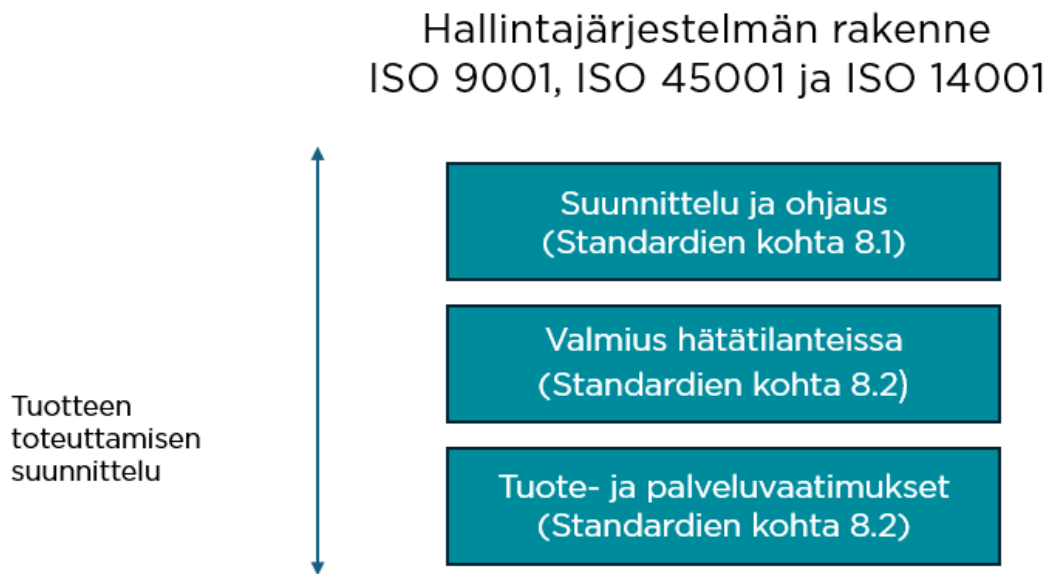 Hallintajärjestelmän rakenne
ISO 9001, ISO 45001 ja ISO 14001
Suunnittelu ja ohjaus
(Standardien kohta 8.1)
Valmius hätätilanteissa
(Standardien kohta 8.2)
Tuotteen
toteuttamisen
suunnittelu
Tuote- ja palveluvaatimukset
(Standardien kohta 8.2)